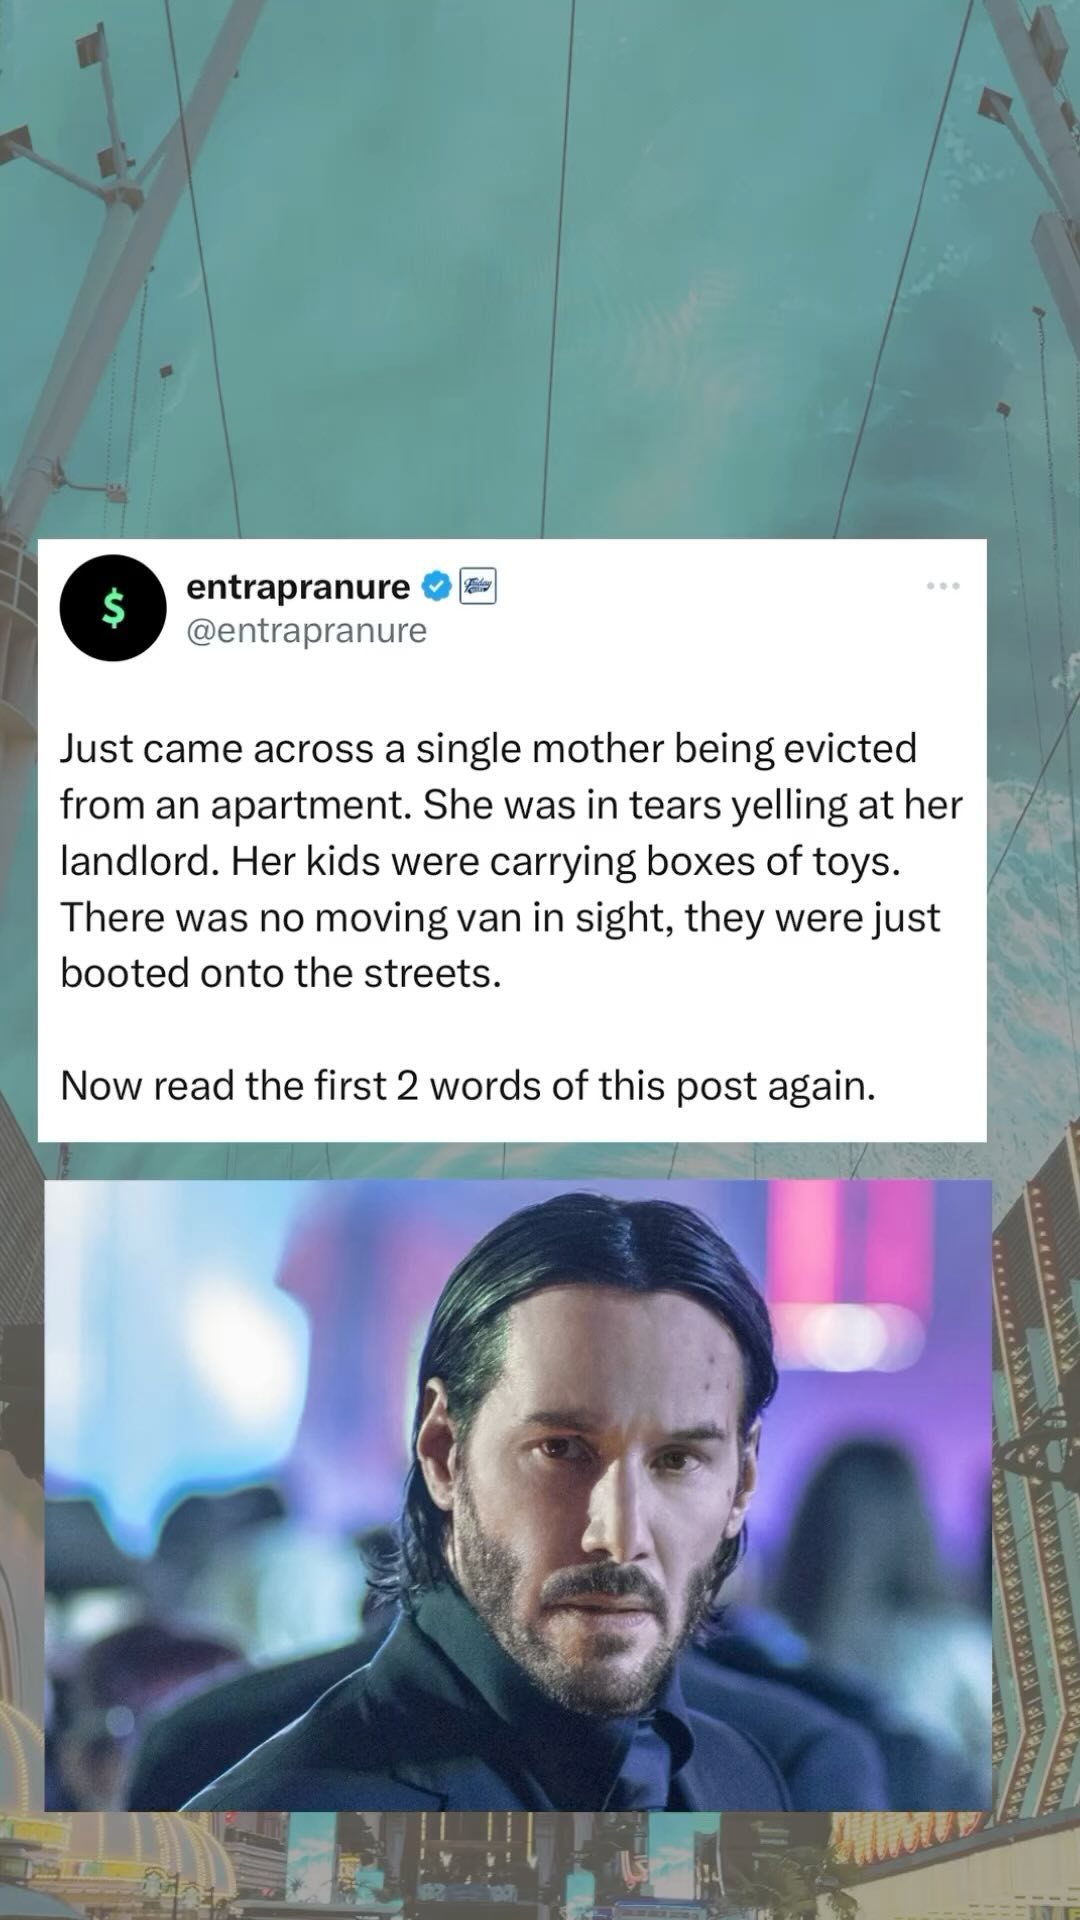 $
entrapranure
@entrapranure
Just came across a single mother being evicted
from an apartment. She was in tears yelling at her
landlord. Her kids were carrying boxes of toys.
There was no moving van in sight, they were just
booted onto the streets.
Now read the first 2 words of this post again.